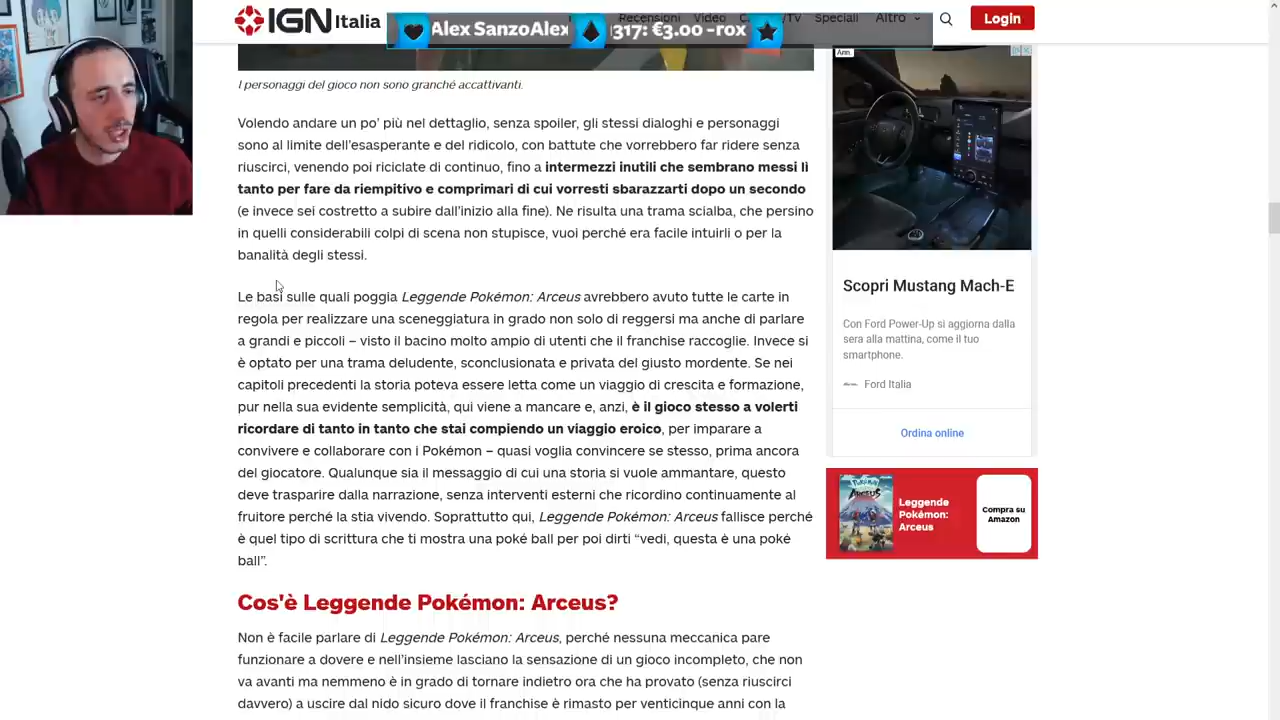 IGN Italia
Recensioni Video
TV Speciali Altro
Login
Alex SanzoAlex
317: €3.00 -rox
I personaggi del gioco non sono granché accattivanti.
Volendo andare un po' più nel dettaglio, senza spoiler, gli stessi dialoghi e personaggi
sono al limite dell'esasperante e del ridicolo, con battute che vorrebbero far ridere senza
riuscirci, venendo poi riciclate di continuo, fino a intermezzi inutili che sembrano messi lì
tanto per fare da riempitivo e comprimari di cui vorresti sbarazzarti dopo un secondo
(e invece sei costretto a subire dall'inizio alla fine). Ne risulta una trama scialba, che persino
in quelli considerabili colpi di scena non stupisce, vuoi perché era facile intuirli o per la
banalità degli stessi.
Le basi sulle quali poggia Leggende Pokémon: Arceus avrebbero avuto tutte le carte in
regola per realizzare una sceneggiatura in grado non solo di reggersi ma anche di parlare
a grandi e piccoli – visto il bacino molto ampio di utenti che il franchise raccoglie. Invece si
è optato per una trama deludente, sconclusionata e privata del giusto mordente. Se nei
capitoli precedenti la storia poteva essere letta come un viaggio di crescita e formazione,
pur nella sua evidente semplicità, qui viene a mancare e, anzi, è il gioco stesso a volerti
ricordare di tanto in tanto che stai compiendo un viaggio eroico, per imparare a
convivere e collaborare con i Pokémon – quasi voglia convincere se stesso, prima ancora
del giocatore. Qualunque sia il messaggio di cui una storia si vuole ammantare, questo
deve trasparire dalla narrazione, senza interventi esterni che ricordino continuamente al
fruitore perché la stia vivendo. Soprattutto qui, Leggende Pokémon: Arceus fallisce perché
è quel tipo di scrittura che ti mostra una poké ball per poi dirti “vedi, questa è una poké
ball”.
Cos'è Leggende Pokémon: Arceus?
Non è facile parlare di Leggende Pokémon: Arceus, perché nessuna meccanica pare
funzionare a dovere e nell'insieme lasciano la sensazione di un gioco incompleto, che non
va avanti ma nemmeno è in grado di tornare indietro ora che ha provato (senza riuscirci
davvero) a uscire dal nido sicuro dove il franchise è rimasto per venticinque anni con la
Ann.
Scopri Mustang Mach-E
Con Ford Power-Up si aggiorna dalla
sera alla mattina, come il tuo
smartphone.
Ford Italia
Ordina online
Leggende
Pokémon:
Arceus
Compra su
Amazon